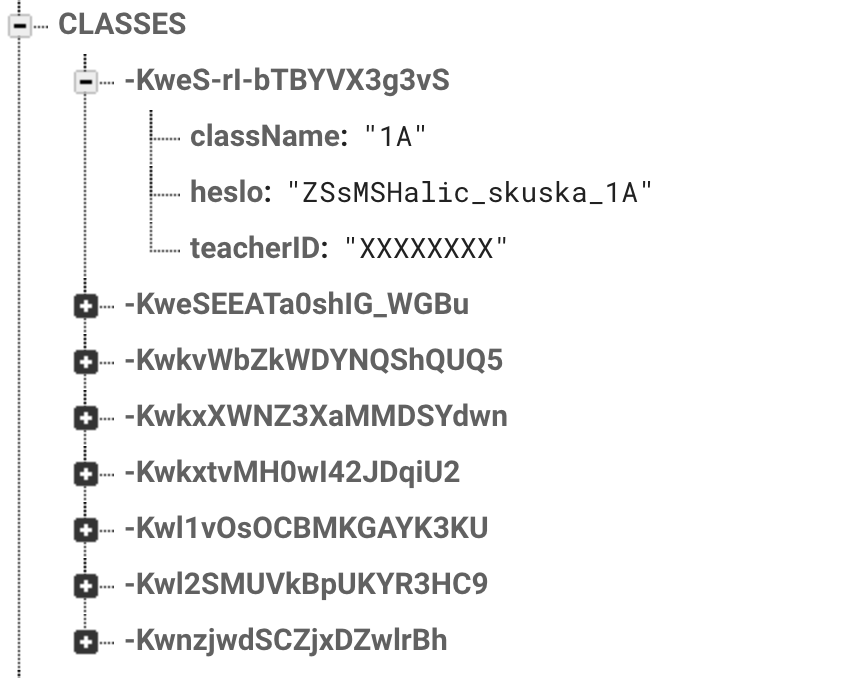 CLASSES
-KweS-rI-bTBYVX3g3vS
className: "1A"
heslo: "ZSsMSHalic_skuska_1A"
teacherID: "XXXXXXXX"
-KweSEEATa0shIG_WGBu
-KwkvWbZkWDYNQShQUQ5
-KwkxXWNZ3XaMMDSYdwn
-KwkxtvMH0wI42JDqiU2
-Kwl1vOsOCBMKGAYK3KU
-Kwl2SMUVkBpUKYR3HC9
-KwnzjwdSCZjxDZwlrBh